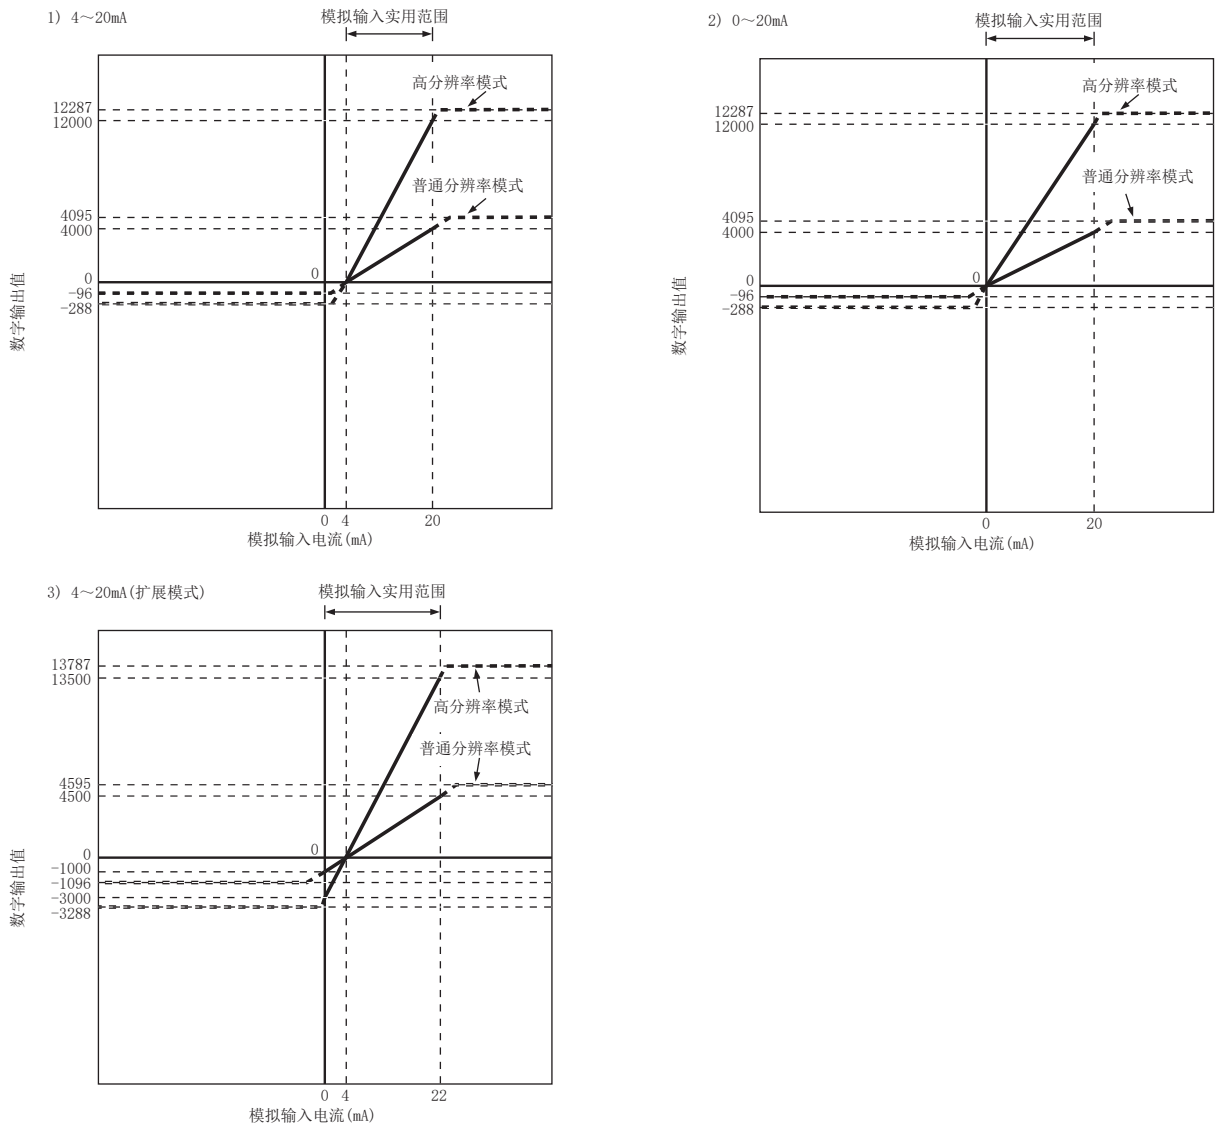 1) 4～20mA
模拟输入实用范围
高分辨率模式
12287
12000
普通分辨率模式
4095
4000
0
0
-96
-288
数字输出值
0 4 20
模拟输入电流(mA)
2) 0～20mA
模拟输入实用范围
高分辨率模式
12287
12000
普通分辨率模式
4095
4000
0
0
-96
-288
数字输出值
0 20
模拟输入电流(mA)
3) 4～20mA(扩展模式)
模拟输入实用范围
13787
13500
高分辨率模式
普通分辨率模式
4595
4500
0
0
-1000
-1096
-3000
-3288
数字输出值
0 4 22
模拟输入电流(mA)